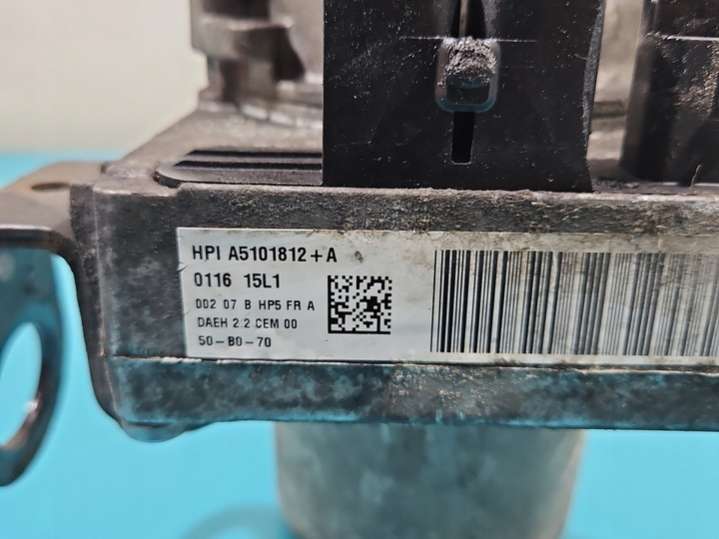 HPI A5101812+A
0116 15L1
002 07 B HP5 FR A
DAEH 2.2 CEM 00
50-B0-70